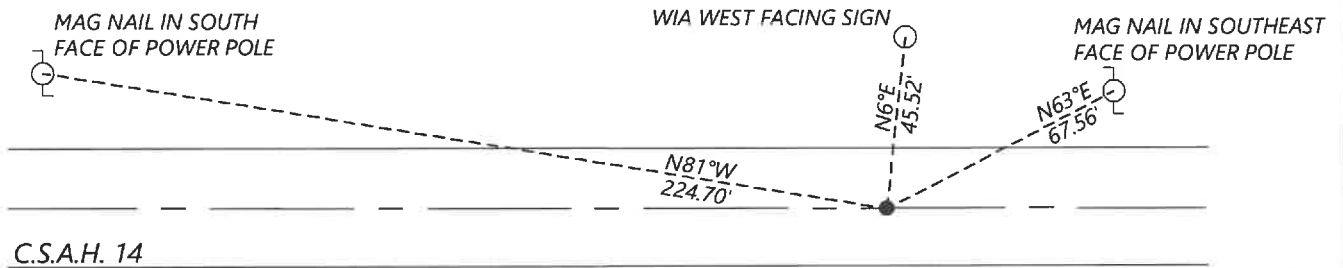 MAG NAIL IN SOUTH
FACE OF POWER POLE
WIA WEST FACING SIGN
MAG NAIL IN SOUTHEAST
FACE OF POWER POLE
N6°E
45.52'
N63°E
67.56'
N81°W
224.70'
C.S.A.H. 14